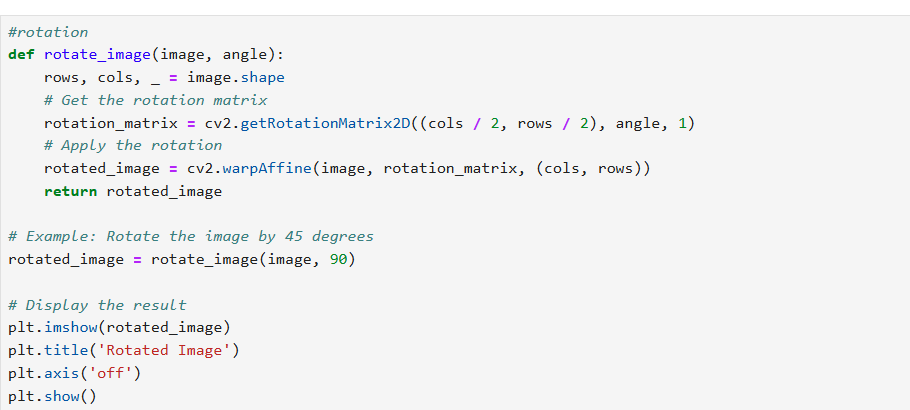 #rotation
def rotate_image(image, angle):
    rows, cols, _ = image.shape
    # Get the rotation matrix
    rotation_matrix = cv2.getRotationMatrix2D((cols / 2, rows / 2), angle, 1)
    # Apply the rotation
    rotated_image = cv2.warpAffine(image, rotation_matrix, (cols, rows))
    return rotated_image

# Example: Rotate the image by 45 degrees
rotated_image = rotate_image(image, 90)

# Display the result
plt.imshow(rotated_image)
plt.title('Rotated Image')
plt.axis('off')
plt.show()